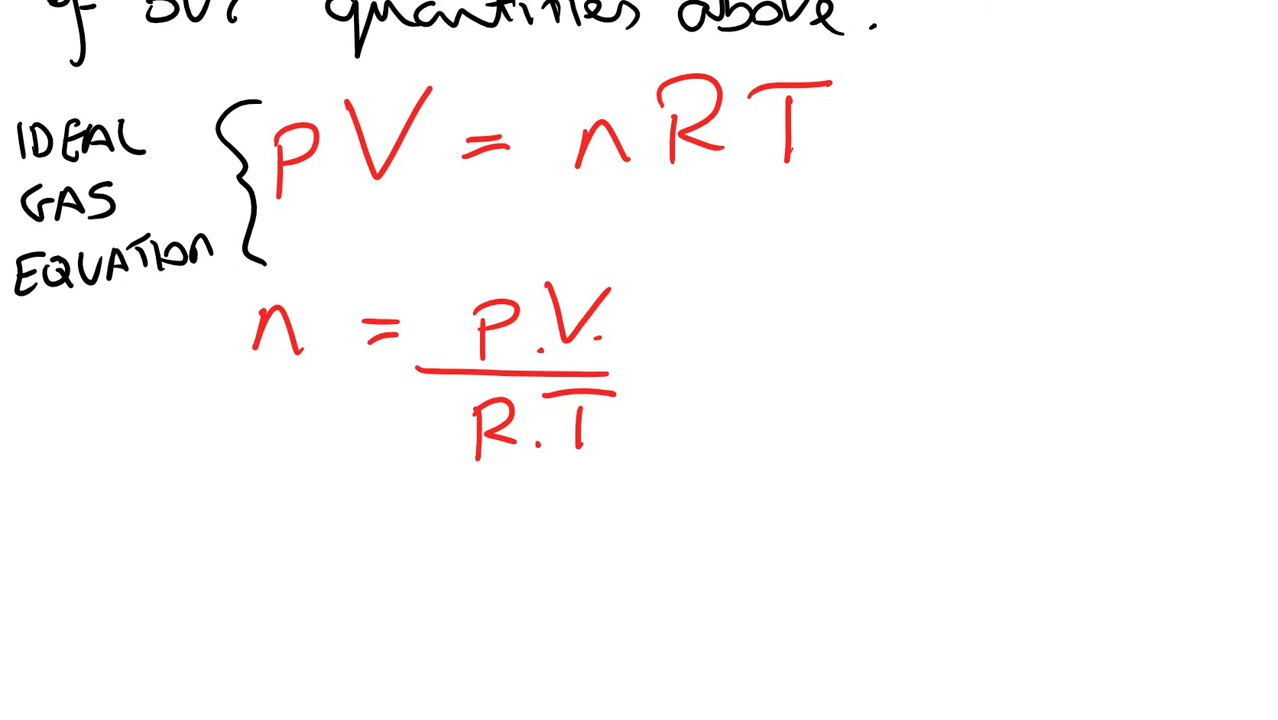 quantities above.
IDEAL
GAS
EQUATION
pV = nRT
n = p.V.
R.T